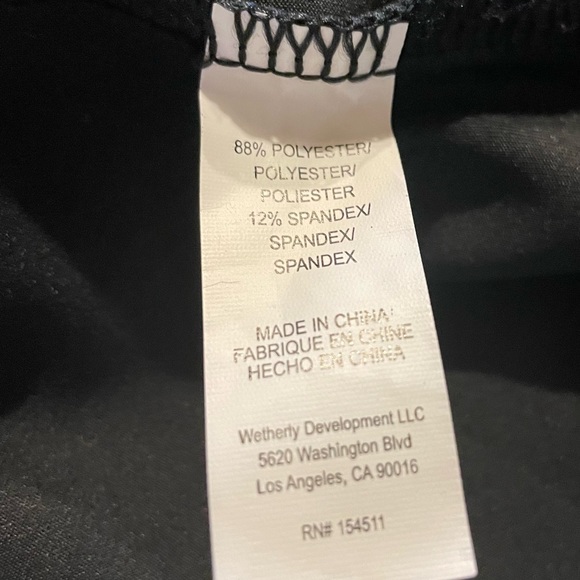 88% POLYESTER/
POLYESTER/
POLIESTER
12% SPANDEX/
SPANDEX/
SPANDEX
MADE IN CHINA/
FABRIQUE EN CHINE
HECHO EN CHINA
Wetherly Development LLC
5620 Washington Blvd
Los Angeles, CA 90016
RN# 154511